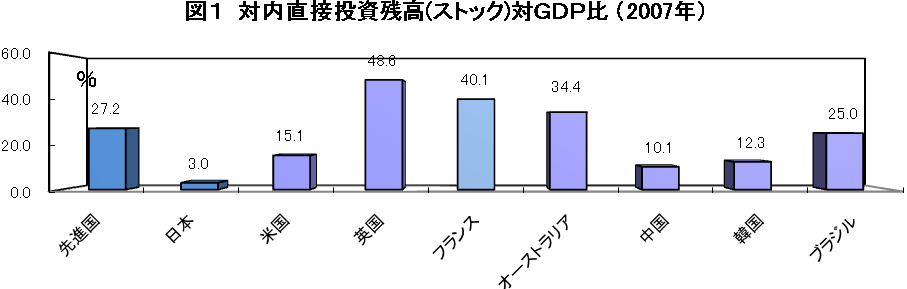 図１ 対内直接投資残高(ストック)対ＧＤＰ比 （2007年）
60.0
40.0
20.0
0.0
%
27.2
3.0
15.1
48.6
40.1
34.4
10.1
12.3
25.0
先進国
日本
米国
英国
フランス
オーストラリア
中国
韓国
ブラジル